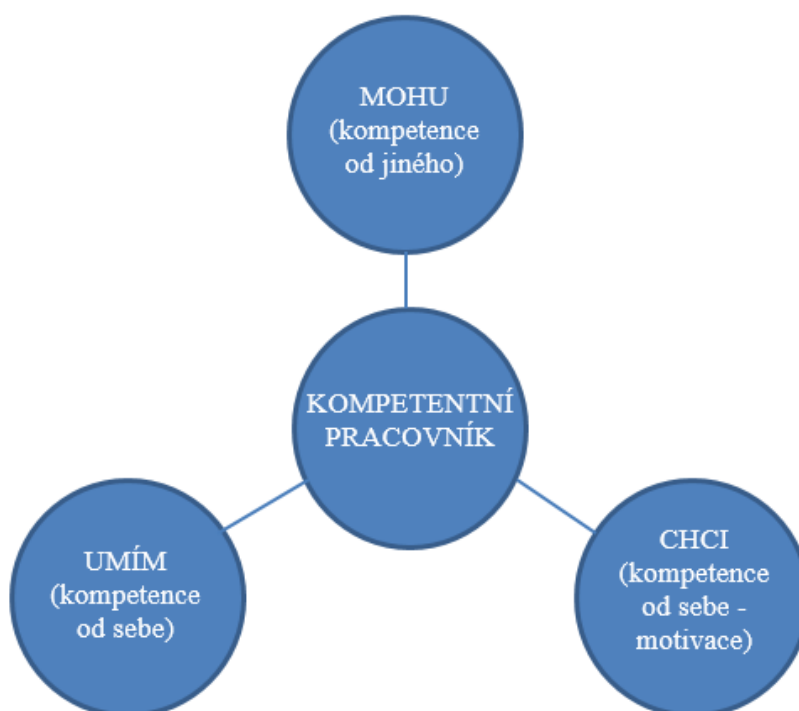 MOHU
(kompetence
od jiného)
KOMPETENTNÍ
PRACOVNÍK
UMÍM
(kompetence
od sebe)
CHCI
(kompetence
od sebe -
motivace)